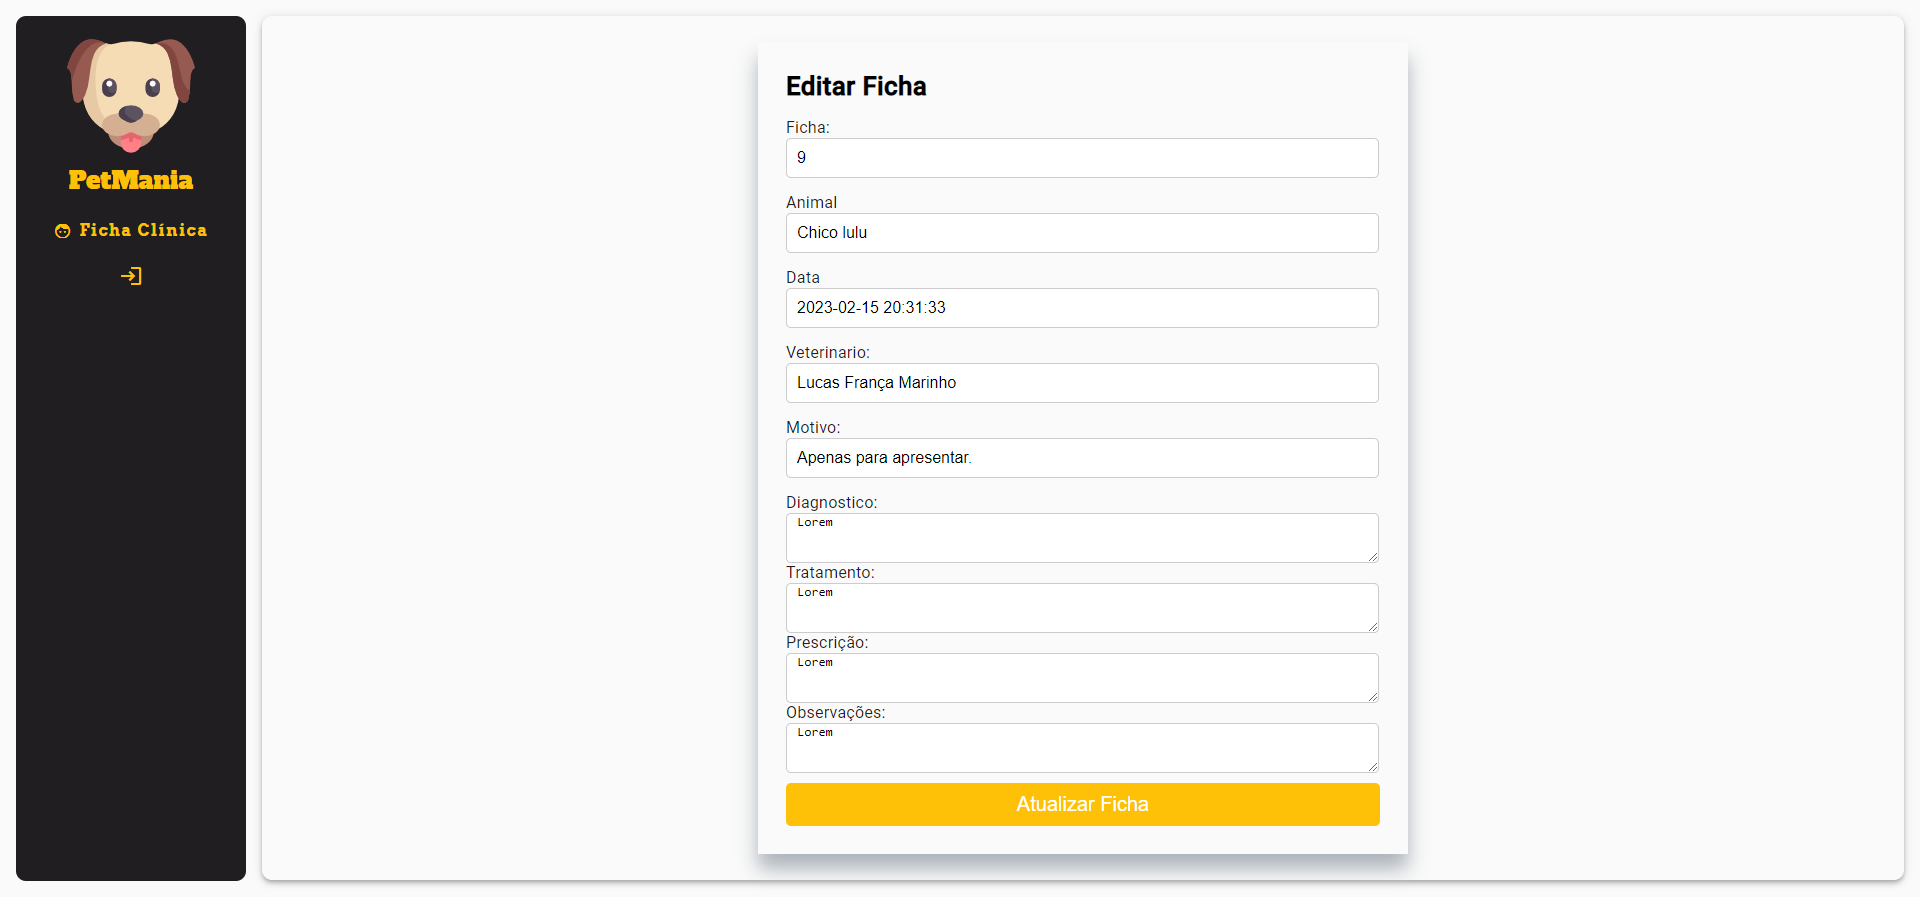 PetMania
Ficha Clínica
Editar Ficha
Ficha:
9
Animal
Chico lulu
Data
2023-02-15 20:31:33
Veterinario:
Lucas França Marinho
Motivo:
Apenas para apresentar.
Diagnostico:
Lorem
Tratamento:
Lorem
Prescrição:
Lorem
Observações:
Lorem
Atualizar Ficha